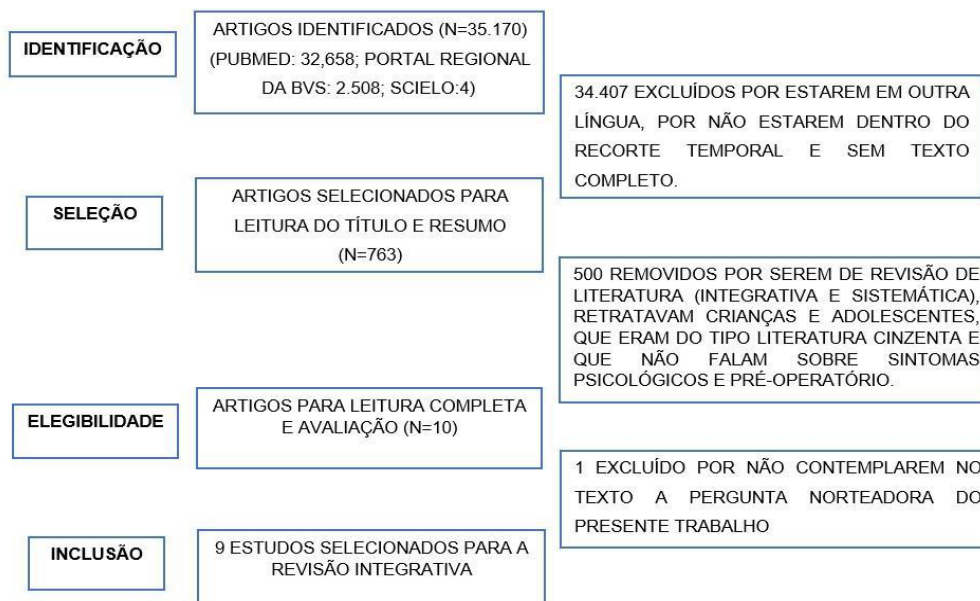 IDENTIFICAÇÃO
ARTIGOS IDENTIFICADOS (N=35.170)
(PUBMED: 32,658; PORTAL REGIONAL
DA BVS: 2.508; SCIELO:4)
34.407 EXCLUÍDOS POR ESTAREM EM OUTRA
LÍNGUA, POR NÃO ESTAREM DENTRO DO
RECORTE TEMPORAL E SEM TEXTO
COMPLETO.
SELEÇÃO
ARTIGOS SELECIONADOS PARA
LEITURA DO TÍTULO E RESUMO
(N=763)
500 REMOVIDOS POR SEREM DE REVISÃO DE
LITERATURA (INTEGRATIVA E SISTEMÁTICA),
RETRATAVAM CRIANÇAS E ADOLESCENTES,
QUE ERAM DO TIPO LITERATURA CINZENTA E
QUE NÃO FALAM SOBRE SINTOMAS
PSICOLÓGICOS E PRÉ-OPERATÓRIO.
ELEGIBILIDADE
ARTIGOS PARA LEITURA COMPLETA
E AVALIAÇÃO (N=10)
1 EXCLUÍDO POR NÃO CONTEMPLAREM NO
TEXTO A PERGUNTA NORTEADORA DO
PRESENTE TRABALHO
INCLUSÃO
9 ESTUDOS SELECIONADOS PARA A
REVISÃO INTEGRATIVA